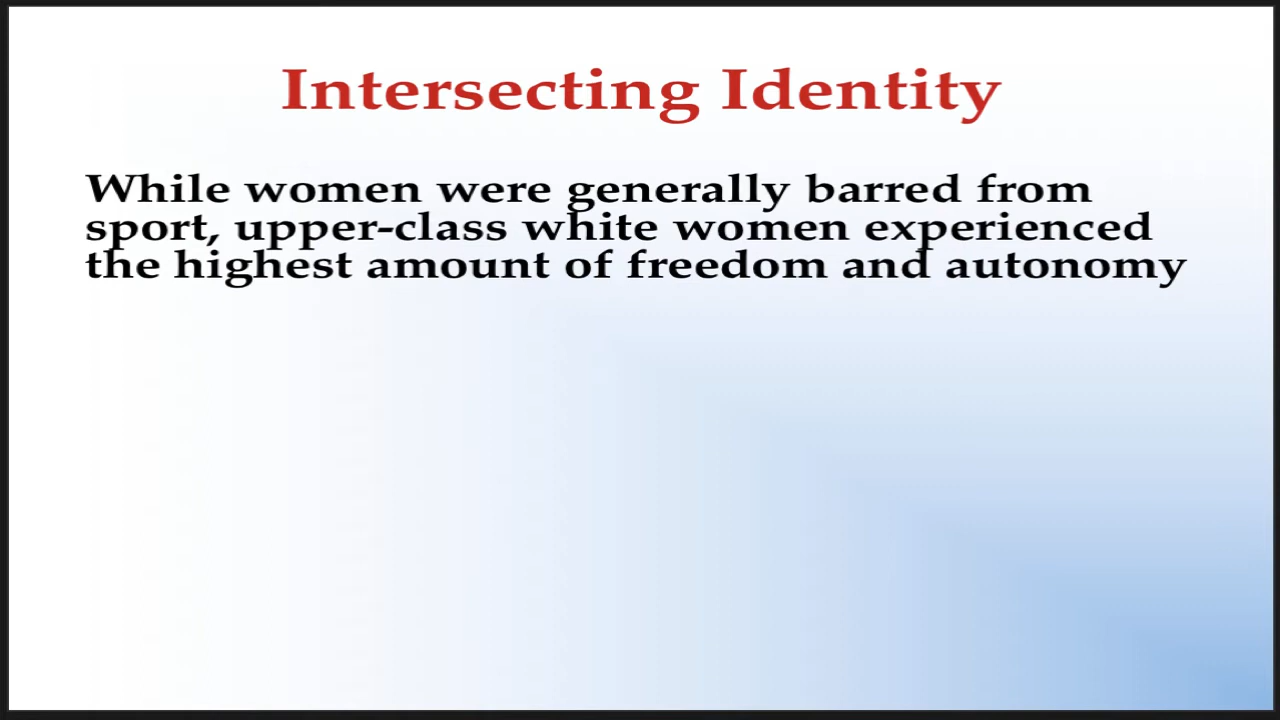 Intersecting Identity
While women were generally barred from
sport, upper-class white women experienced
the highest amount of freedom and autonomy